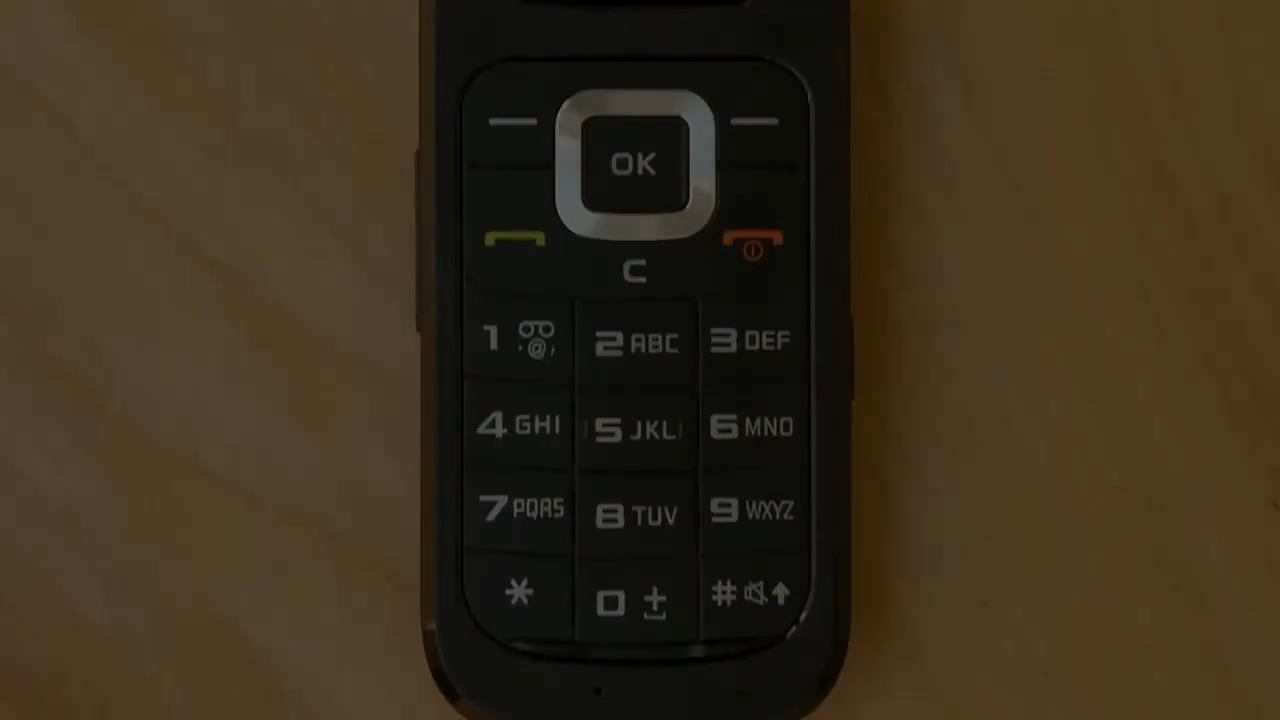 OK
C
1 .@, 2 ABC 3 DEF
4 GHI 5 JKL 6 MNO
7 PQRS 8 TUV 9 WXYZ
* 0 + #